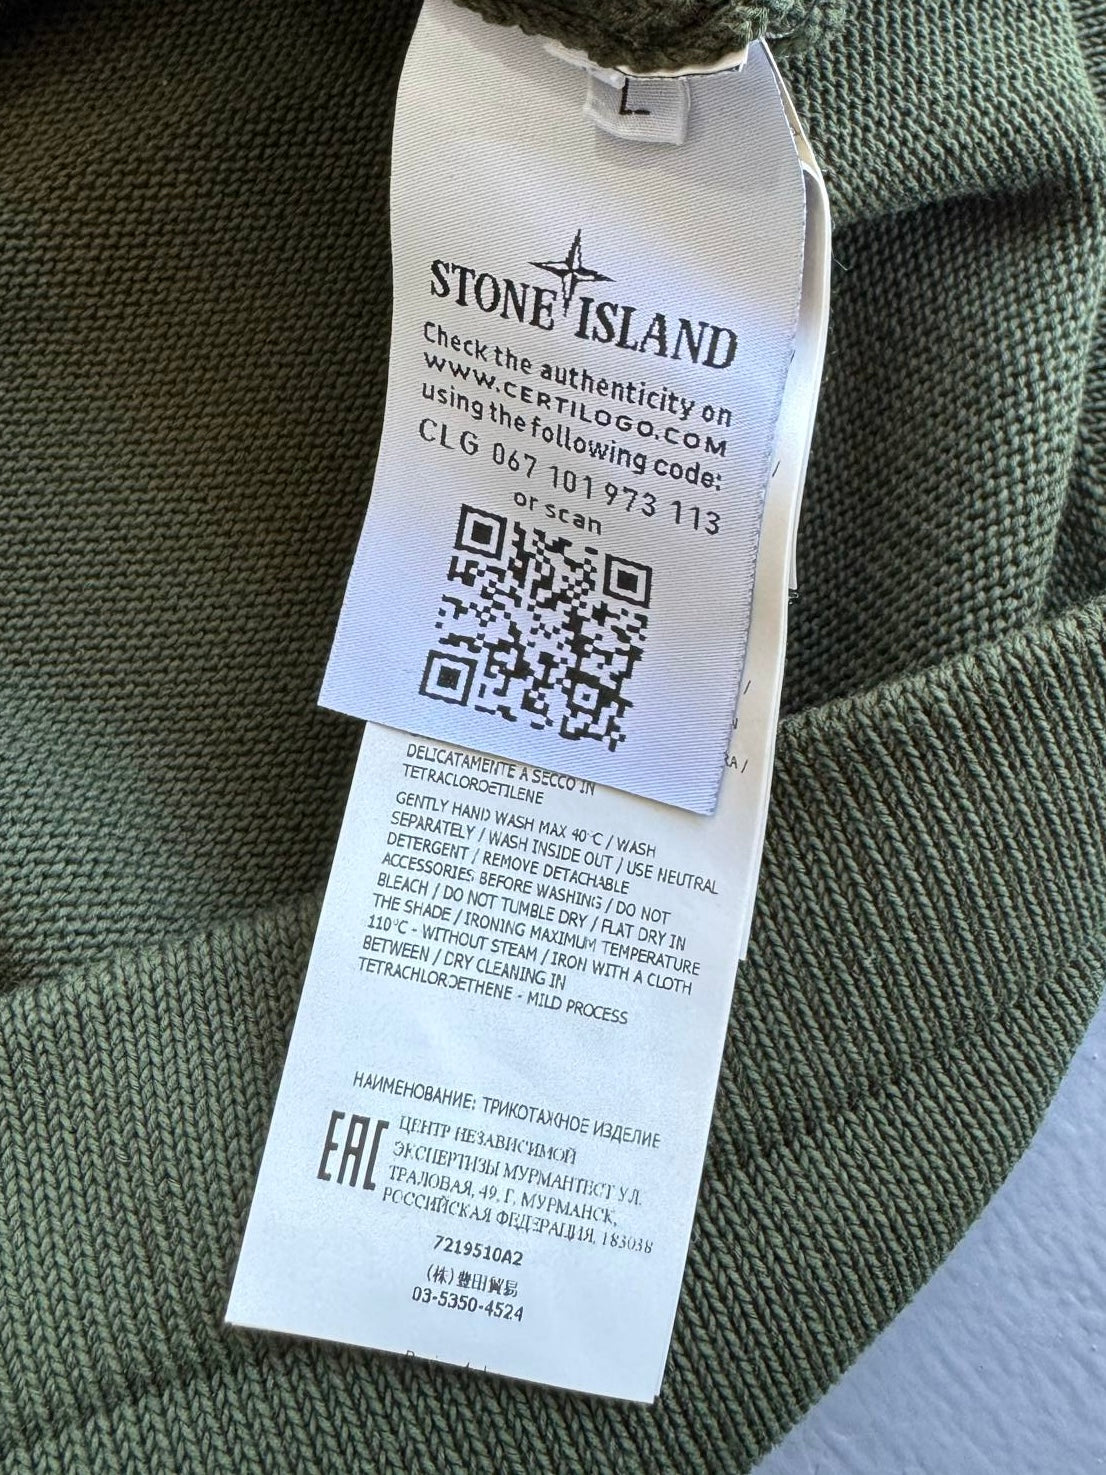 L
STONE ISLAND
Check the authenticity on
WWW.CERTILOGO.COM
using the following code:
CLG 067 101 973 113
or scan
DELICATAMENTE A SECCO IN
TETRACLOROETILENE
GENTLY HAND WASH MAX 40°C / WASH
SEPARATELY / WASH INSIDE OUT / USE NEUTRAL
DETERGENT / REMOVE DETACHABLE
ACCESSORIES BEFORE WASHING / DO NOT
BLEACH / DO NOT TUMBLE DRY / FLAT DRY IN
THE SHADE / IRONING MAXIMUM TEMPERATURE
110°C - WITHOUT STEAM / IRON WITH A CLOTH
BETWEEN / DRY CLEANING IN
TETRACHLOROETHENE - MILD PROCESS
НАИМЕНОВАНИЕ: ТРИКОТАЖНОЕ ИЗДЕЛИЕ
EAC
ЦЕНТР НЕЗАВИСИМОЙ
ЭКСПЕРТИЗЫ МУРМАНТЕСТ УЛ.
ТРАЛОВАЯ, 49. Г. МУРМАНСК,
РОССИЙСКАЯ ФЕДЕРАЦИЯ, 183038
7219510A2
(株)豊田貿易
03-5350-4524